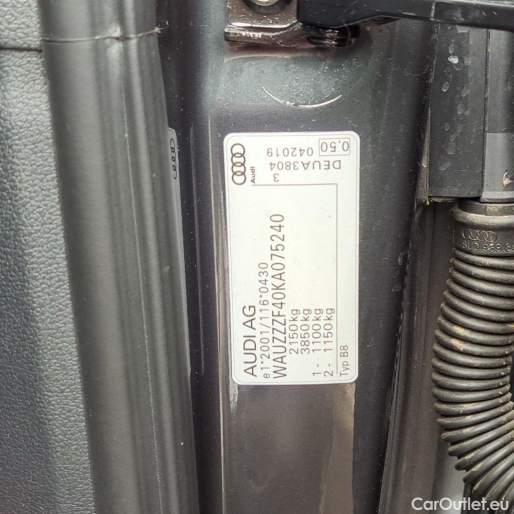 AUDI AG
e1*2001/116*0430
WAUZZZF40KA075240
2150kg
3850kg
1- 1100kg
2- 1150kg
Typ B8
Audi
DEUA3804
3
0.50 042019
CarOutlet.eu